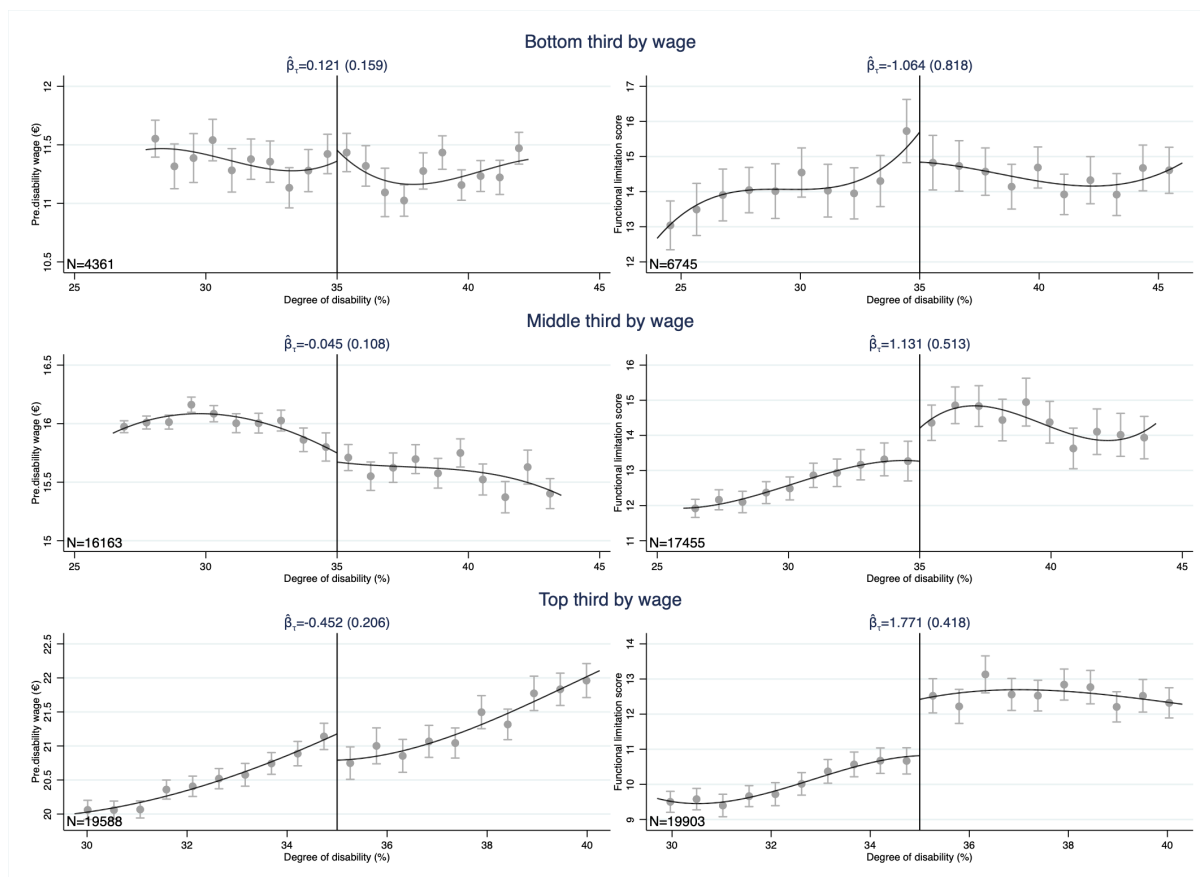 Bottom third by wage
β̂τ=0.121 (0.159)
Pre.disability wage (€)
12
11.5
11
10.5
N=4361
25 30 35 40 45
Degree of disability (%)
β̂τ=-1.064 (0.818)
Functional limitation score
17
16
15
14
13
12
N=6745
25 30 35 40 45
Degree of disability (%)
Middle third by wage
β̂τ=-0.045 (0.108)
Pre.disability wage (€)
16.5
16
15.5
15
N=16163
25 30 35 40 45
Degree of disability (%)
β̂τ=1.131 (0.513)
Functional limitation score
16
15
14
13
12
11
N=17455
25 30 35 40 45
Degree of disability (%)
Top third by wage
β̂τ=-0.452 (0.206)
Pre.disability wage (€)
22.5
22
21.5
21
20.5
20
N=19588
30 32 34 36 38 40
Degree of disability (%)
β̂τ=1.771 (0.418)
Functional limitation score
14
13
12
11
10
9
N=19903
30 32 34 36 38 40
Degree of disability (%)